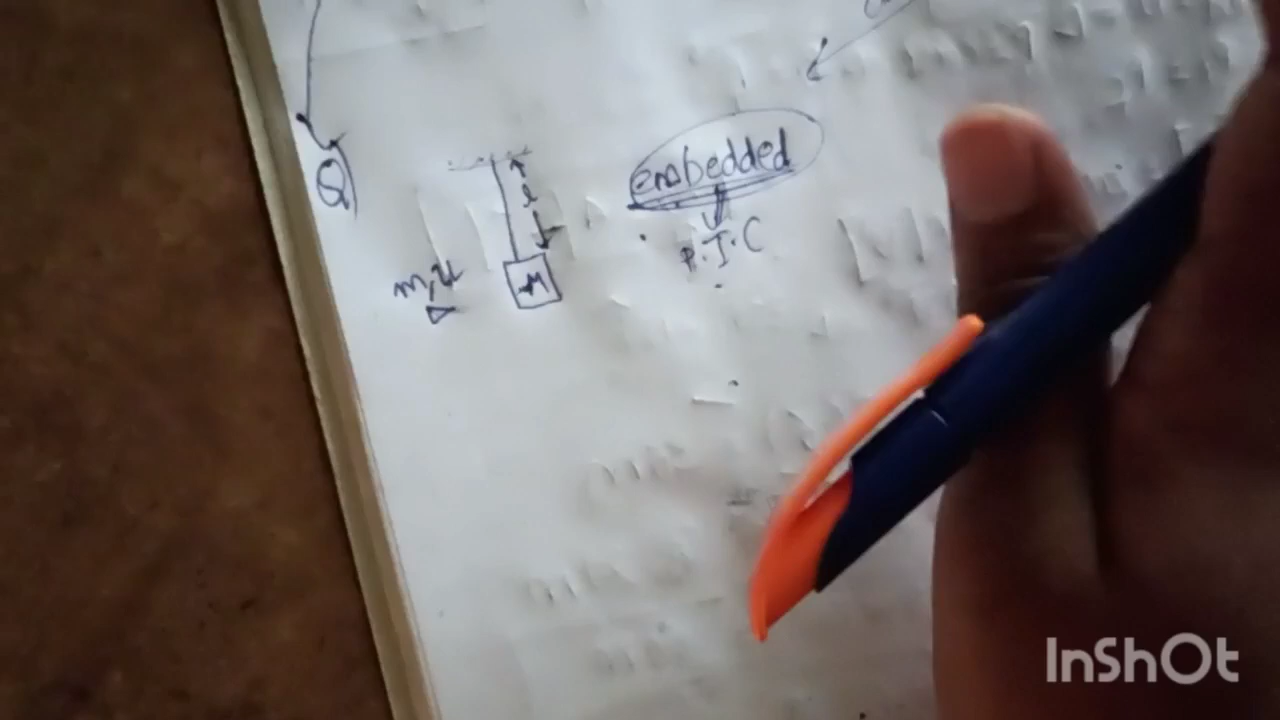 Q
l
embedded
P.I.C
m, u
M
InShOt